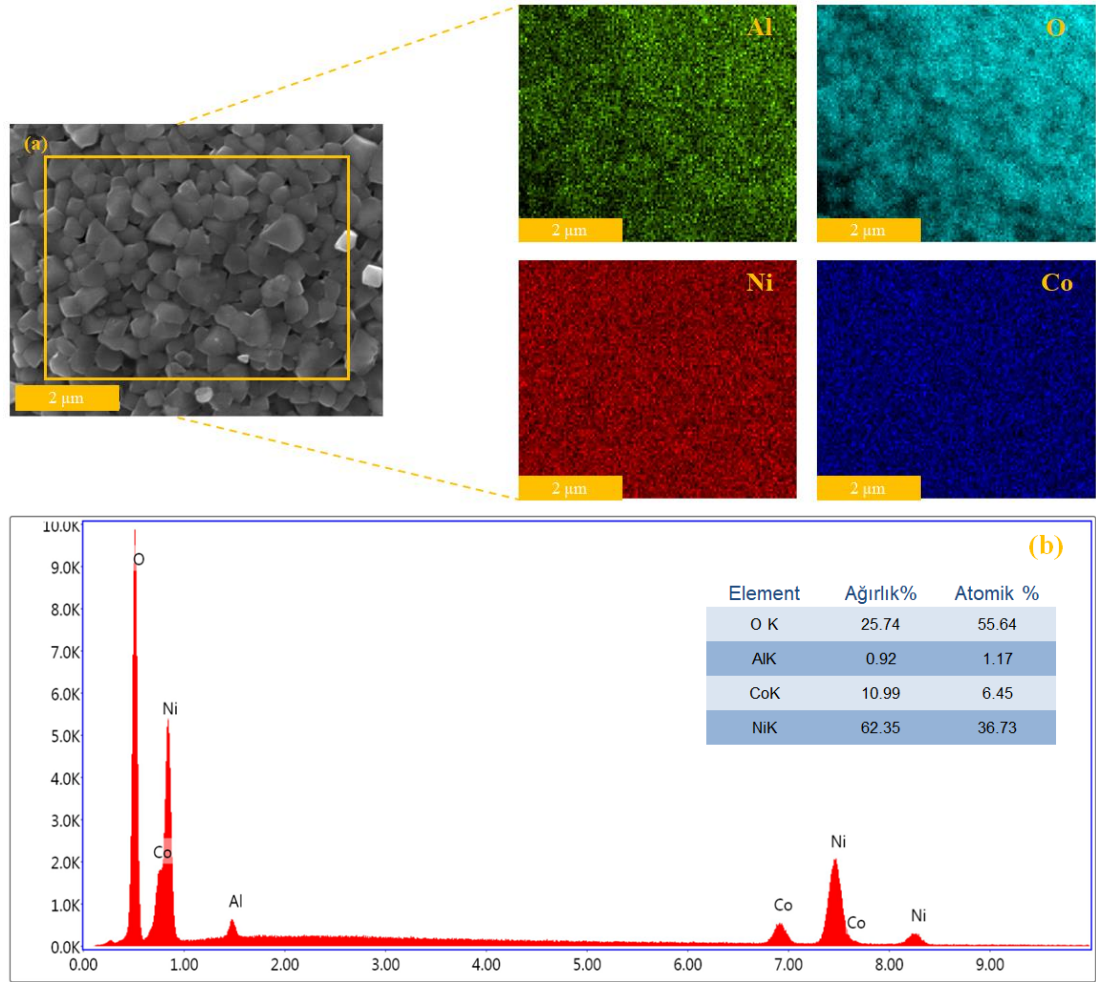 Al
O
(a)
2 μm
2 μm
2 μm
Ni
Co
2 μm
2 μm
(b)
10.0K
9.0K
8.0K
7.0K
6.0K
5.0K
4.0K
3.0K
2.0K
1.0K
0.0K
O
Ni
Co
Al
Co
Ni
Co
Ni
Element Ağırlık% Atomik %
O K 25.74 55.64
AlK 0.92 1.17
CoK 10.99 6.45
NiK 62.35 36.73
0.00 1.00 2.00 3.00 4.00 5.00 6.00 7.00 8.00 9.00